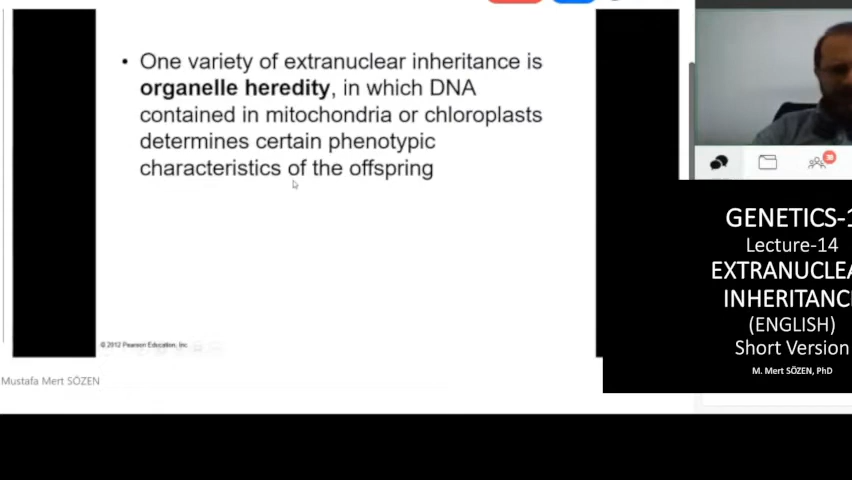 • One variety of extranuclear inheritance is
organelle heredity, in which DNA
contained in mitochondria or chloroplasts
determines certain phenotypic
characteristics of the offspring
© 2012 Pearson Education, Inc.
Mustafa Mert SÖZEN
GENETICS-1
Lecture-14
EXTRANUCLEA
INHERITANC
(ENGLISH)
Short Version
M. Mert SÖZEN, PhD